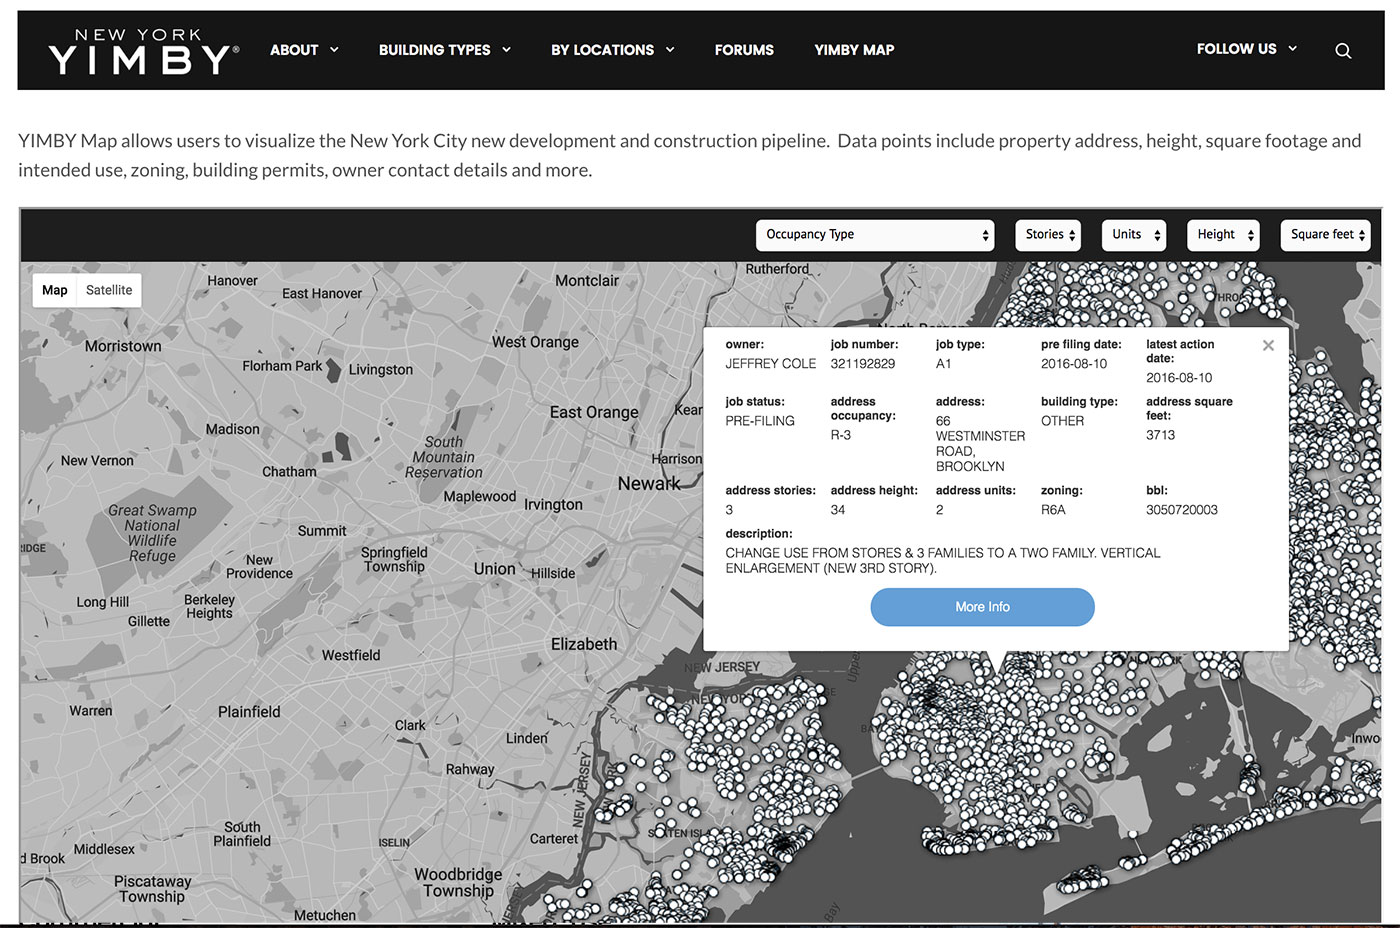 NEW YORK
YIMBY®
ABOUT
BUILDING TYPES
BY LOCATIONS
FORUMS
YIMBY MAP
FOLLOW US
YIMBY Map allows users to visualize the New York City new development and construction pipeline.  Data points include property address, height, square footage and
intended use, zoning, building permits, owner contact details and more.
Occupancy Type
Stories
Units
Height
Square feet
Map
Satellite
Hanover
East Hanover
Montclair
Rutherford
Morristown
West Orange
Florham Park
Livingston
East Orange
Kear
Madison
South
Mountain
Reservation
New Vernon
Chatham
Harrison
Newark
Maplewood
Irvington
Great Swamp
National
Wildlife
Refuge
Summit
RIDGE
New
Providence
Springfield
Township
Union
Hillside
Long Hill
Berkeley
Heights
Gillette
Elizabeth
Westfield
NEW JERSEY
NEW YOR
Warren
Plainfield
Clark
Linden
Rahway
NEW JERSEY
South
Plainfield
ISELIN
Carteret
STATEN ISLA
d Brook
Middlesex
Piscataway
Township
Woodbridge
Township
Metuchen
Bay
Inwo
owner:
JEFFREY COLE
job number:
321192829
job type:
A1
pre filing date:
2016-08-10
latest action
date:
2016-08-10
job status:
PRE-FILING
address
occupancy:
R-3
address:
66
WESTMINSTER
ROAD,
BROOKLYN
building type:
OTHER
address square
feet:
3713
address stories:
3
address height:
34
address units:
2
zoning:
R6A
bbl:
3050720003
description:
CHANGE USE FROM STORES & 3 FAMILIES TO A TWO FAMILY. VERTICAL
ENLARGEMENT (NEW 3RD STORY).
More Info